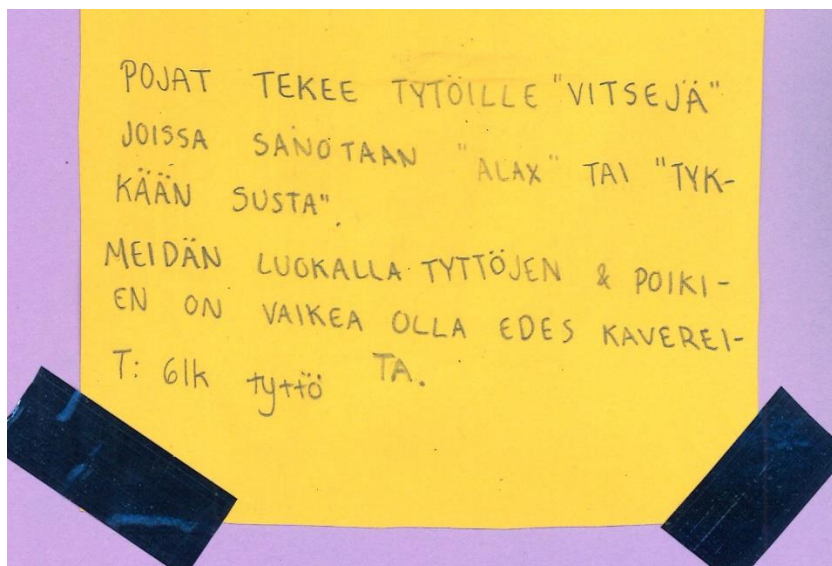 POJAT TEKEE TYTÖILLE "VITSEJÄ"
JOISSA SANOTAAN "ALAX" TAI "TYK-
KÄÄN SUSTA".
MEIDÄN LUOKALLA TYTTÖJEN & POIKI-
EN ON VAIKEA OLLA EDES KAVEREI-
TA.
T: 6lk tyttö